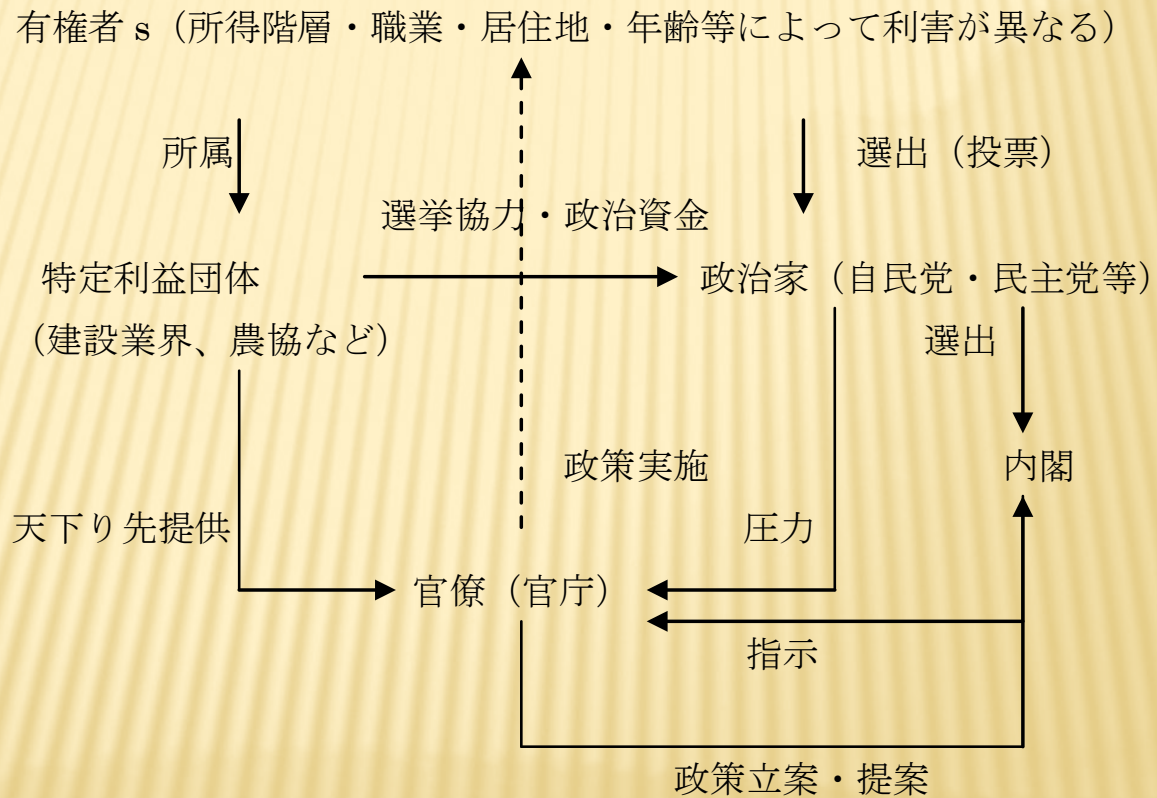 有権者 s（所得階層・職業・居住地・年齢等によって利害が異なる）
所属
選出（投票）
選挙協力・政治資金
特定利益団体
（建設業界、農協など）
政治家（自民党・民主党等）
選出
政策実施
内閣
天下り先提供
圧力
官僚（官庁）
指示
政策立案・提案